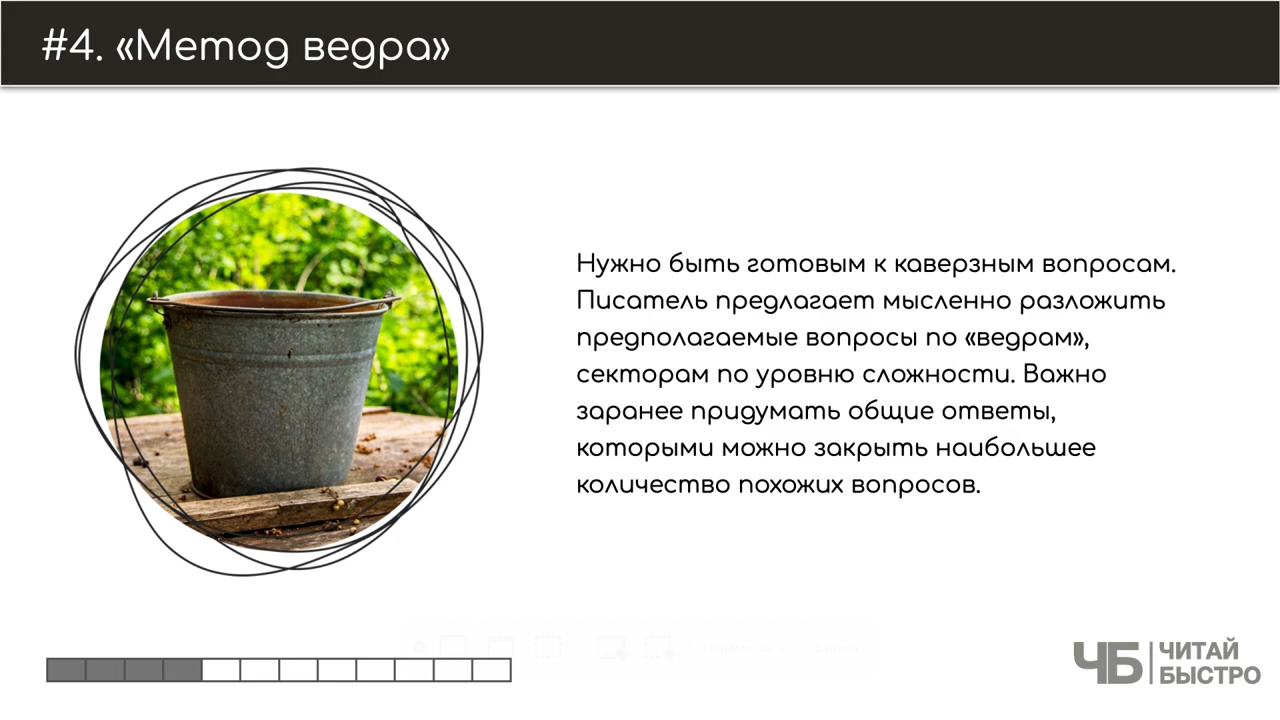 #4. «Метод ведра»
Нужно быть готовым к каверзным вопросам.
Писатель предлагает мысленно разложить
предполагаемые вопросы по «ведрам»,
секторам по уровню сложности. Важно
заранее придумать общие ответы,
которыми можно закрыть наибольшее
количество похожих вопросов.
ЧБ
ЧИТАЙ
БЫСТРО